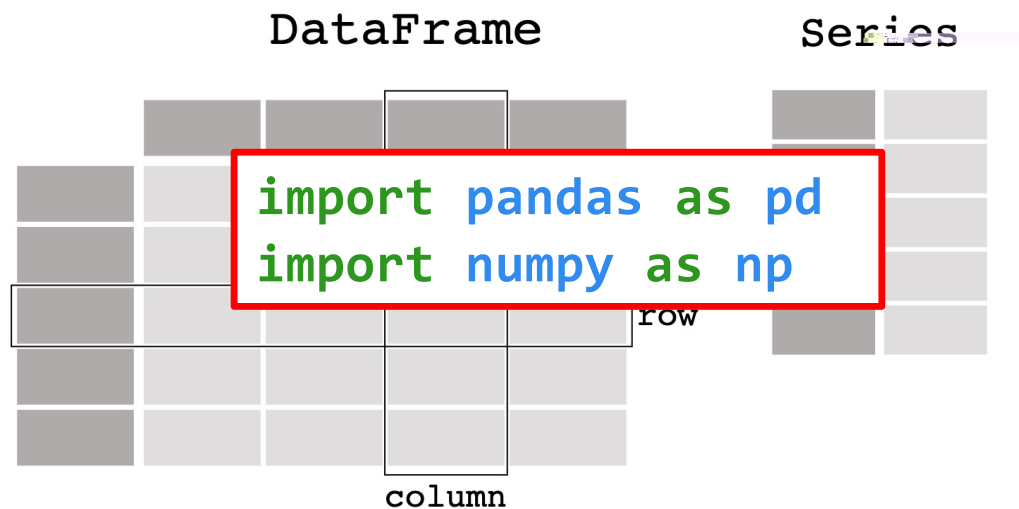 DataFrame
Series
import pandas as pd
import numpy as np
row
column